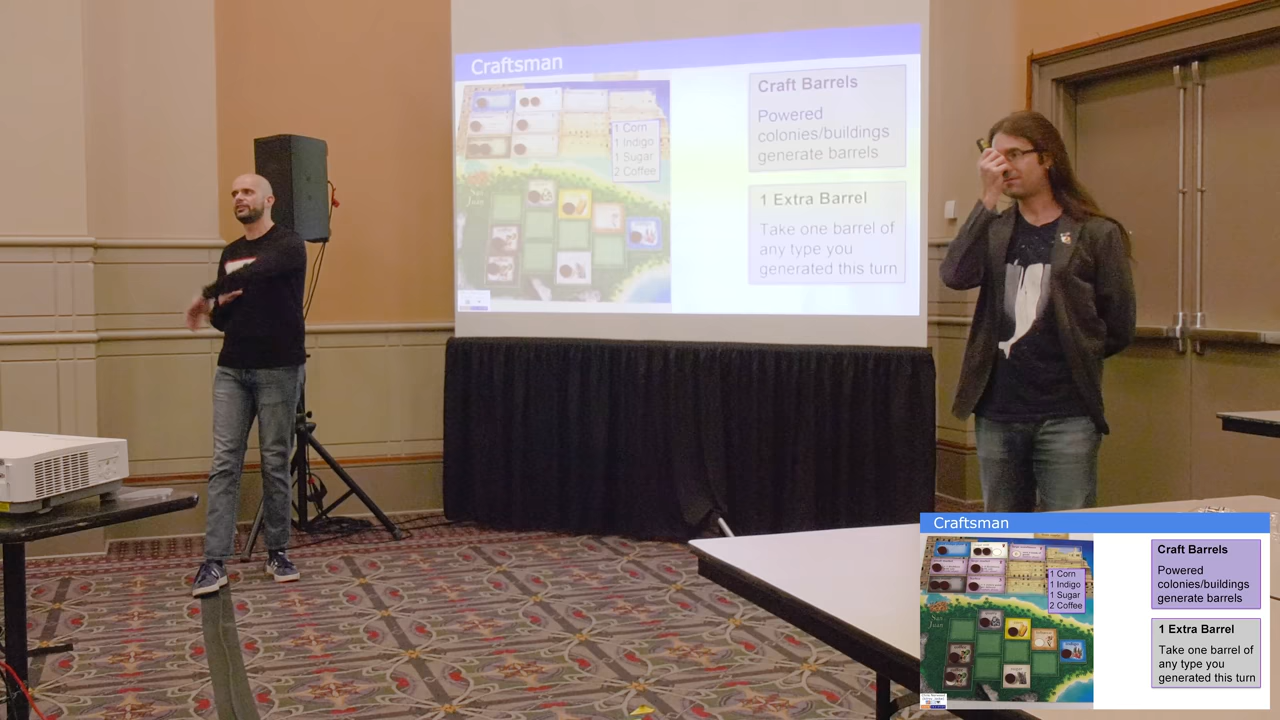 Craftsman
1 Corn
1 Indigo
1 Sugar
2 Coffee
Craft Barrels
Powered
colonies/buildings
generate barrels
1 Extra Barrel
Take one barrel of
any type you
generated this turn
Craftsman
1 Corn
1 Indigo
1 Sugar
2 Coffee
San
Juan
Craft Barrels
Powered
colonies/buildings
generate barrels
1 Extra Barrel
Take one barrel of
any type you
generated this turn